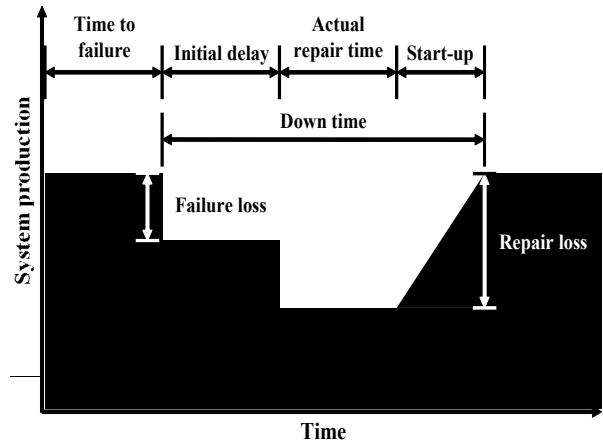 Time to
failure
Initial delay
Actual
repair time
Start-up
Down time
System production
Failure loss
Repair loss
Time